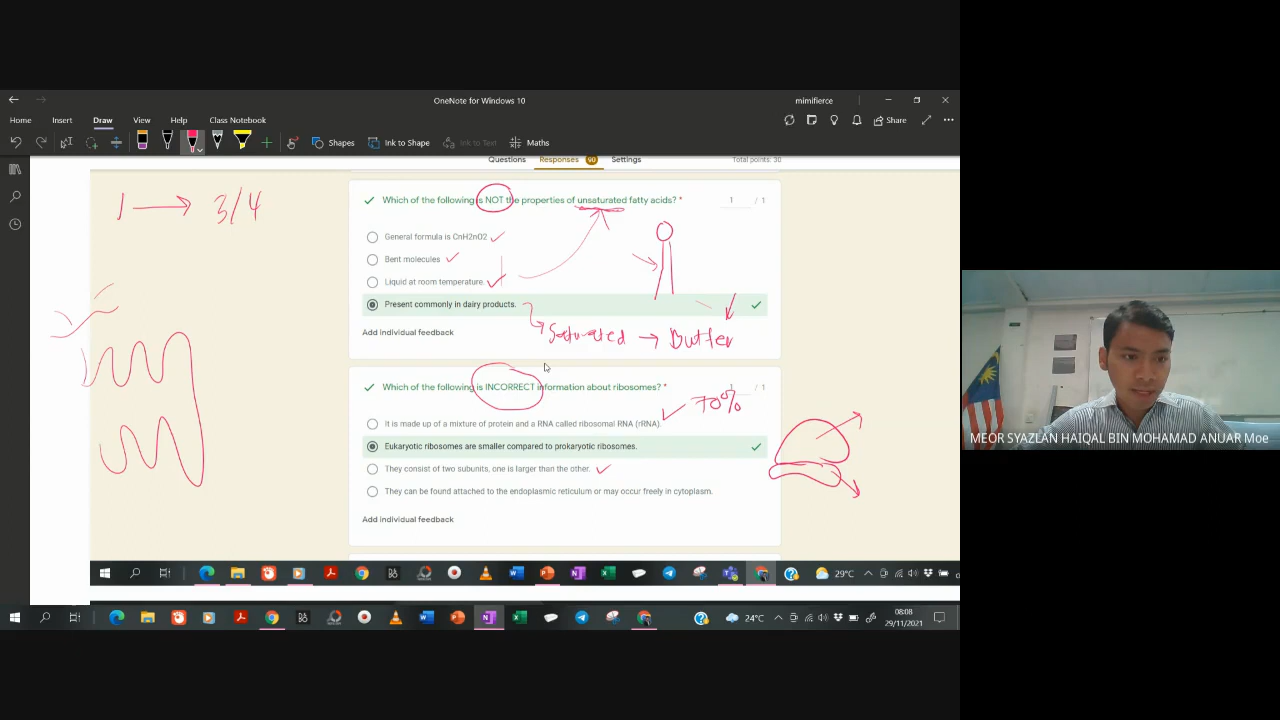 OneNote for Windows 10
mimifierce
Home Insert Draw View Help Class Notebook
Share
Shapes Ink to Shape Ink to Text Maths
Questions Responses 90 Settings
Total points: 30
1 → 3/4
Which of the following is NOT the properties of unsaturated fatty acids? *
1 / 1
General formula is CnH2nO2
Bent molecules
Liquid at room temperature.
Present commonly in dairy products.
Add individual feedback
Saturated → Butter
Which of the following is INCORRECT information about ribosomes? *
1 / 1
70%
It is made up of a mixture of protein and a RNA called ribosomal RNA (rRNA).
Eukaryotic ribosomes are smaller compared to prokaryotic ribosomes.
They consist of two subunits, one is larger than the other.
They can be found attached to the endoplasmic reticulum or may occur freely in cytoplasm.
Add individual feedback
MEOR SYAZLAN HAIQAL BIN MOHAMAD ANUAR Moe
29°C
24°C
08:08
29/11/2021